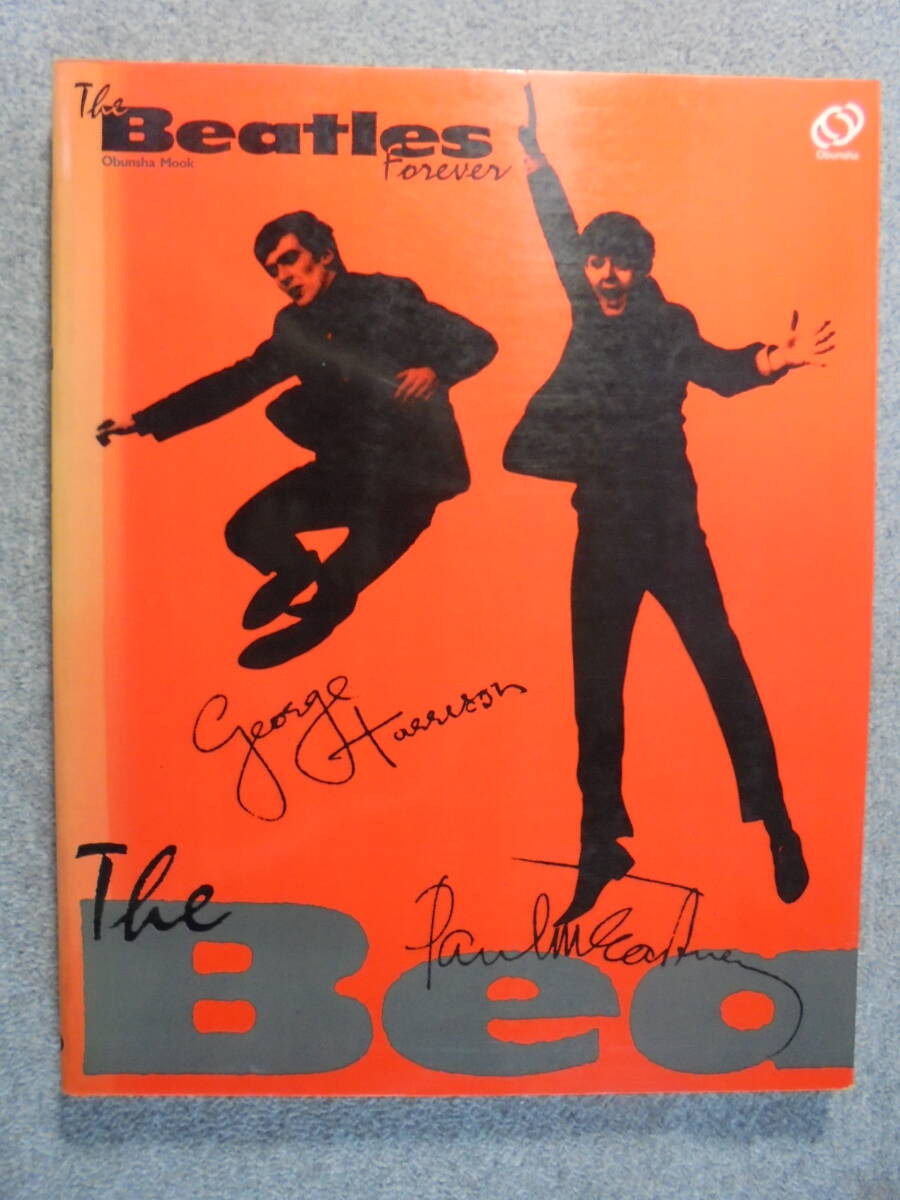 The
Beatles
Obunsha Mook
Forever
Obunsha
George Harrison
The
Bea
Paul McCartney